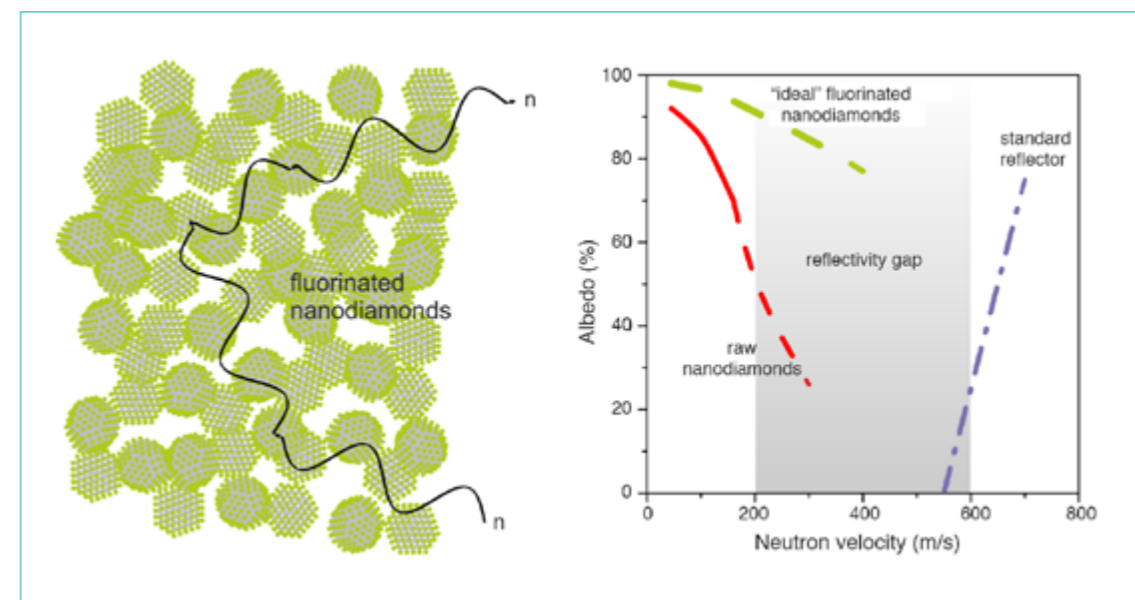 n
fluorinated
nanodiamonds
n
100
80
60
40
20
0
Albedo (%)
"ideal" fluorinated
nanodiamonds
standard
reflector
reflectivity gap
raw
nanodiamonds
0
200
400
600
800
Neutron velocity (m/s)